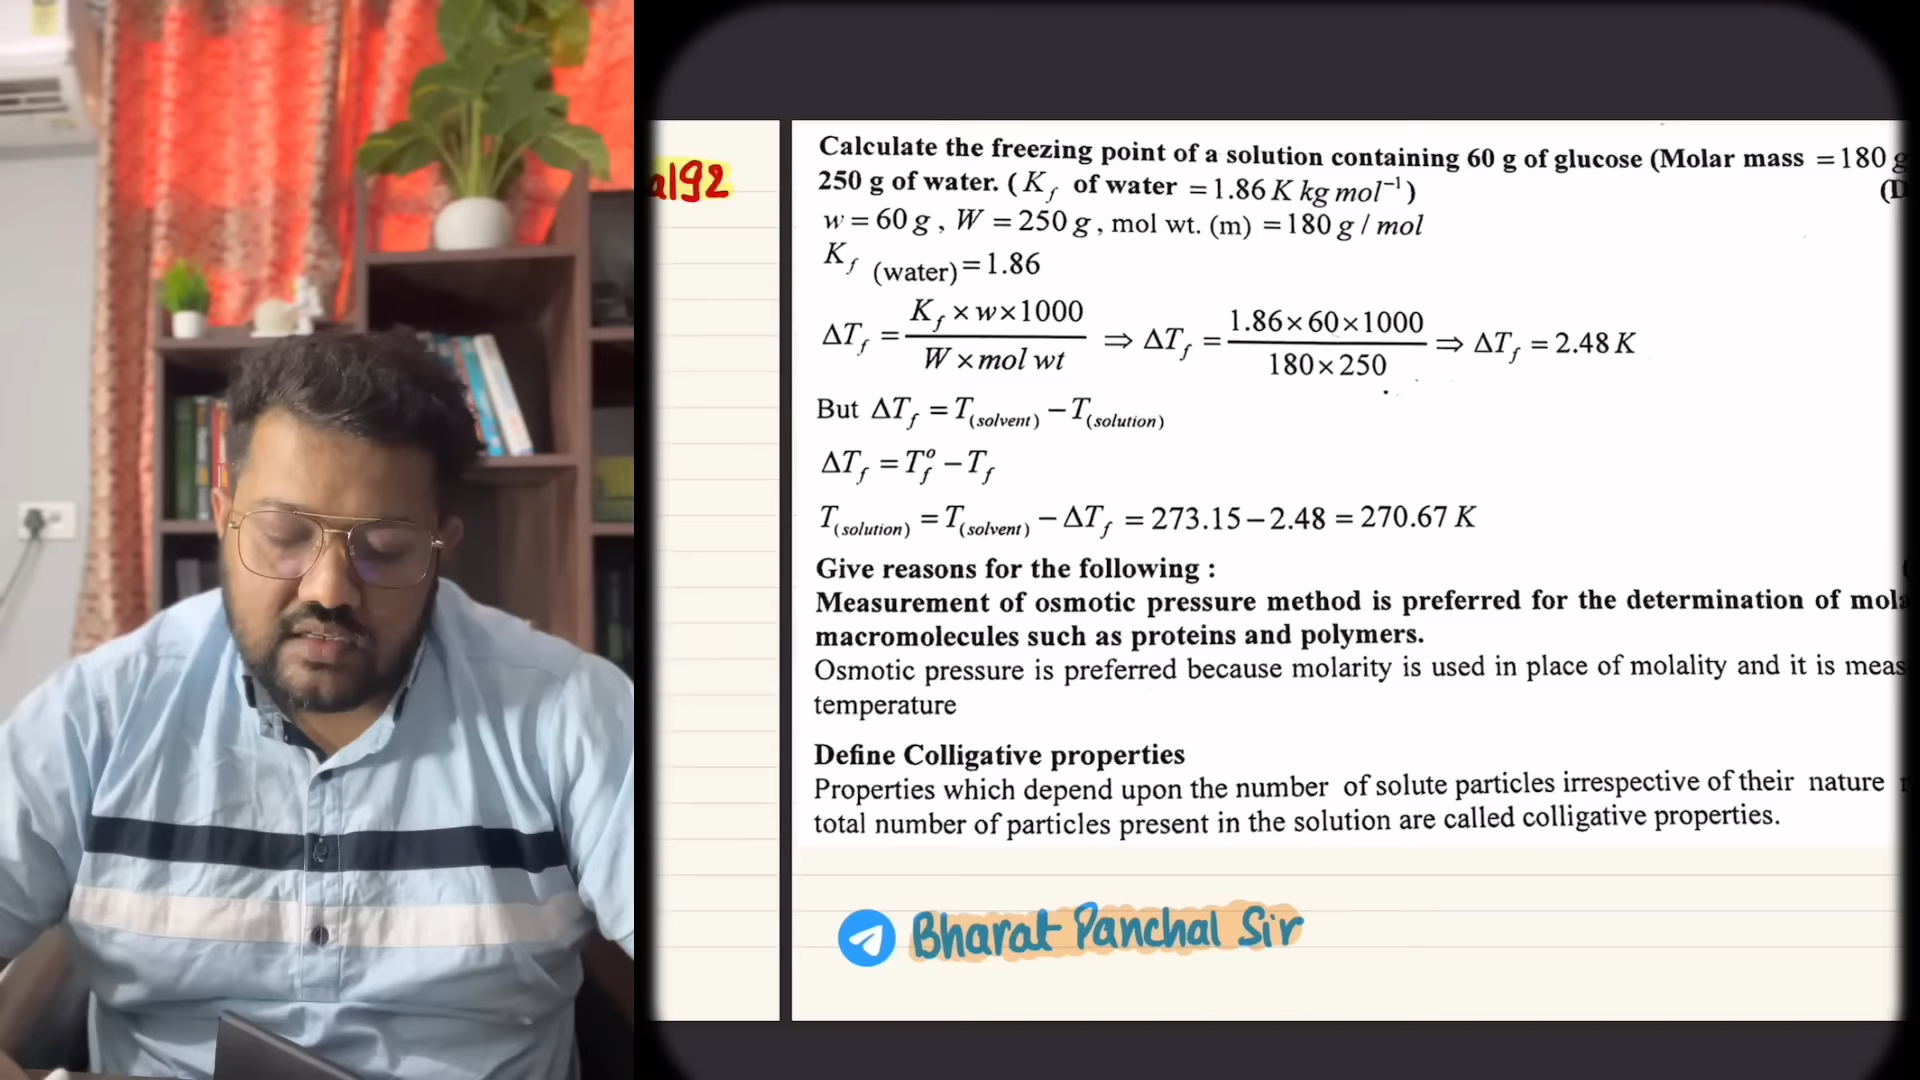 al92
Calculate the freezing point of a solution containing 60 g of glucose (Molar mass = 180 g
250 g of water. ( K_f of water = 1.86 K kg mol⁻¹ )
(D
w = 60 g , W = 250 g , mol wt. (m) = 180 g / mol
K_f (water) = 1.86
ΔT_f = (K_f × w × 1000) / (W × mol wt) ⇒ ΔT_f = (1.86 × 60 × 1000) / (180 × 250) ⇒ ΔT_f = 2.48 K
But ΔT_f = T_(solvent) − T_(solution)
ΔT_f = T_f^o − T_f
T_(solution) = T_(solvent) − ΔT_f = 273.15 − 2.48 = 270.67 K
Give reasons for the following :
Measurement of osmotic pressure method is preferred for the determination of mola
macromolecules such as proteins and polymers.
Osmotic pressure is preferred because molarity is used in place of molality and it is meas
temperature
Define Colligative properties
Properties which depend upon the number of solute particles irrespective of their nature
total number of particles present in the solution are called colligative properties.
Bharat Panchal Sir